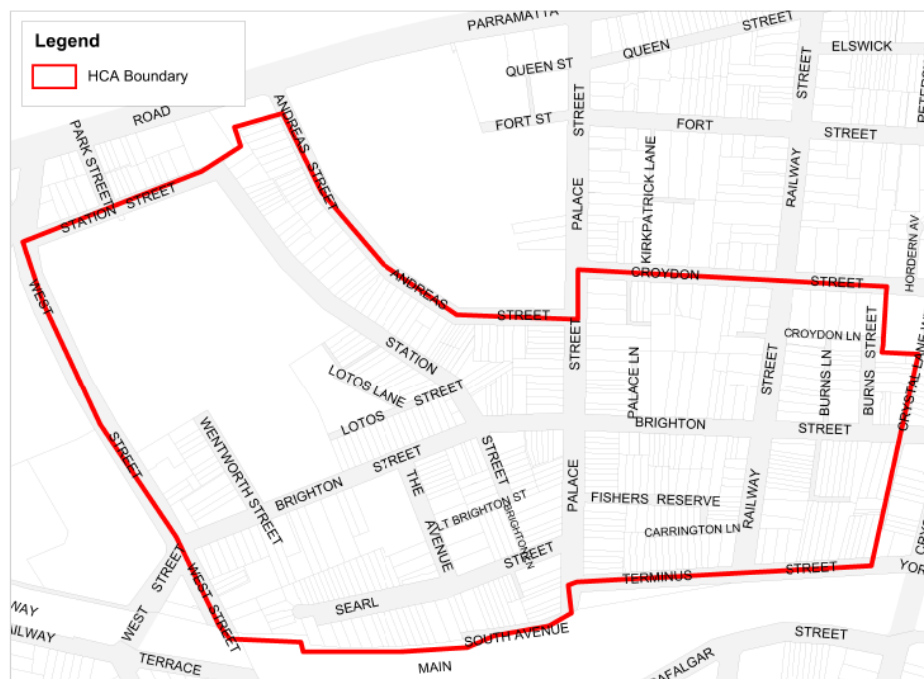 Legend
HCA Boundary
PARRAMATTA
ROAD
QUEEN STREET
QUEEN ST
ELSWICK
FORT ST
FORT STREET
PARK STREET
STATION STREET
ANDREAS STREET
ANDREAS STREET
PALACE STREET
KIRKPATRICK LANE
RAILWAY STREET
HORDERN AV
CROYDON STREET
CROYDON LN
BURNS LN
BURNS STREET
CRYSTAL LANE
WEST STREET
STATION STREET
LOTOS LANE
LOTOS STREET
PALACE STREET
PALACE LN
RAILWAY STREET
WENTWORTH STREET
BRIGHTON STREET
BRIGHTON STREET
THE AVENUE
LT BRIGHTON ST
BRIGHTON LN
FISHERS RESERVE
CARRINGTON LN
SEARL STREET
TERMINUS STREET
WEST STREET
WEST STREET
SOUTH AVENUE
MAIN
TERRACE
STREET